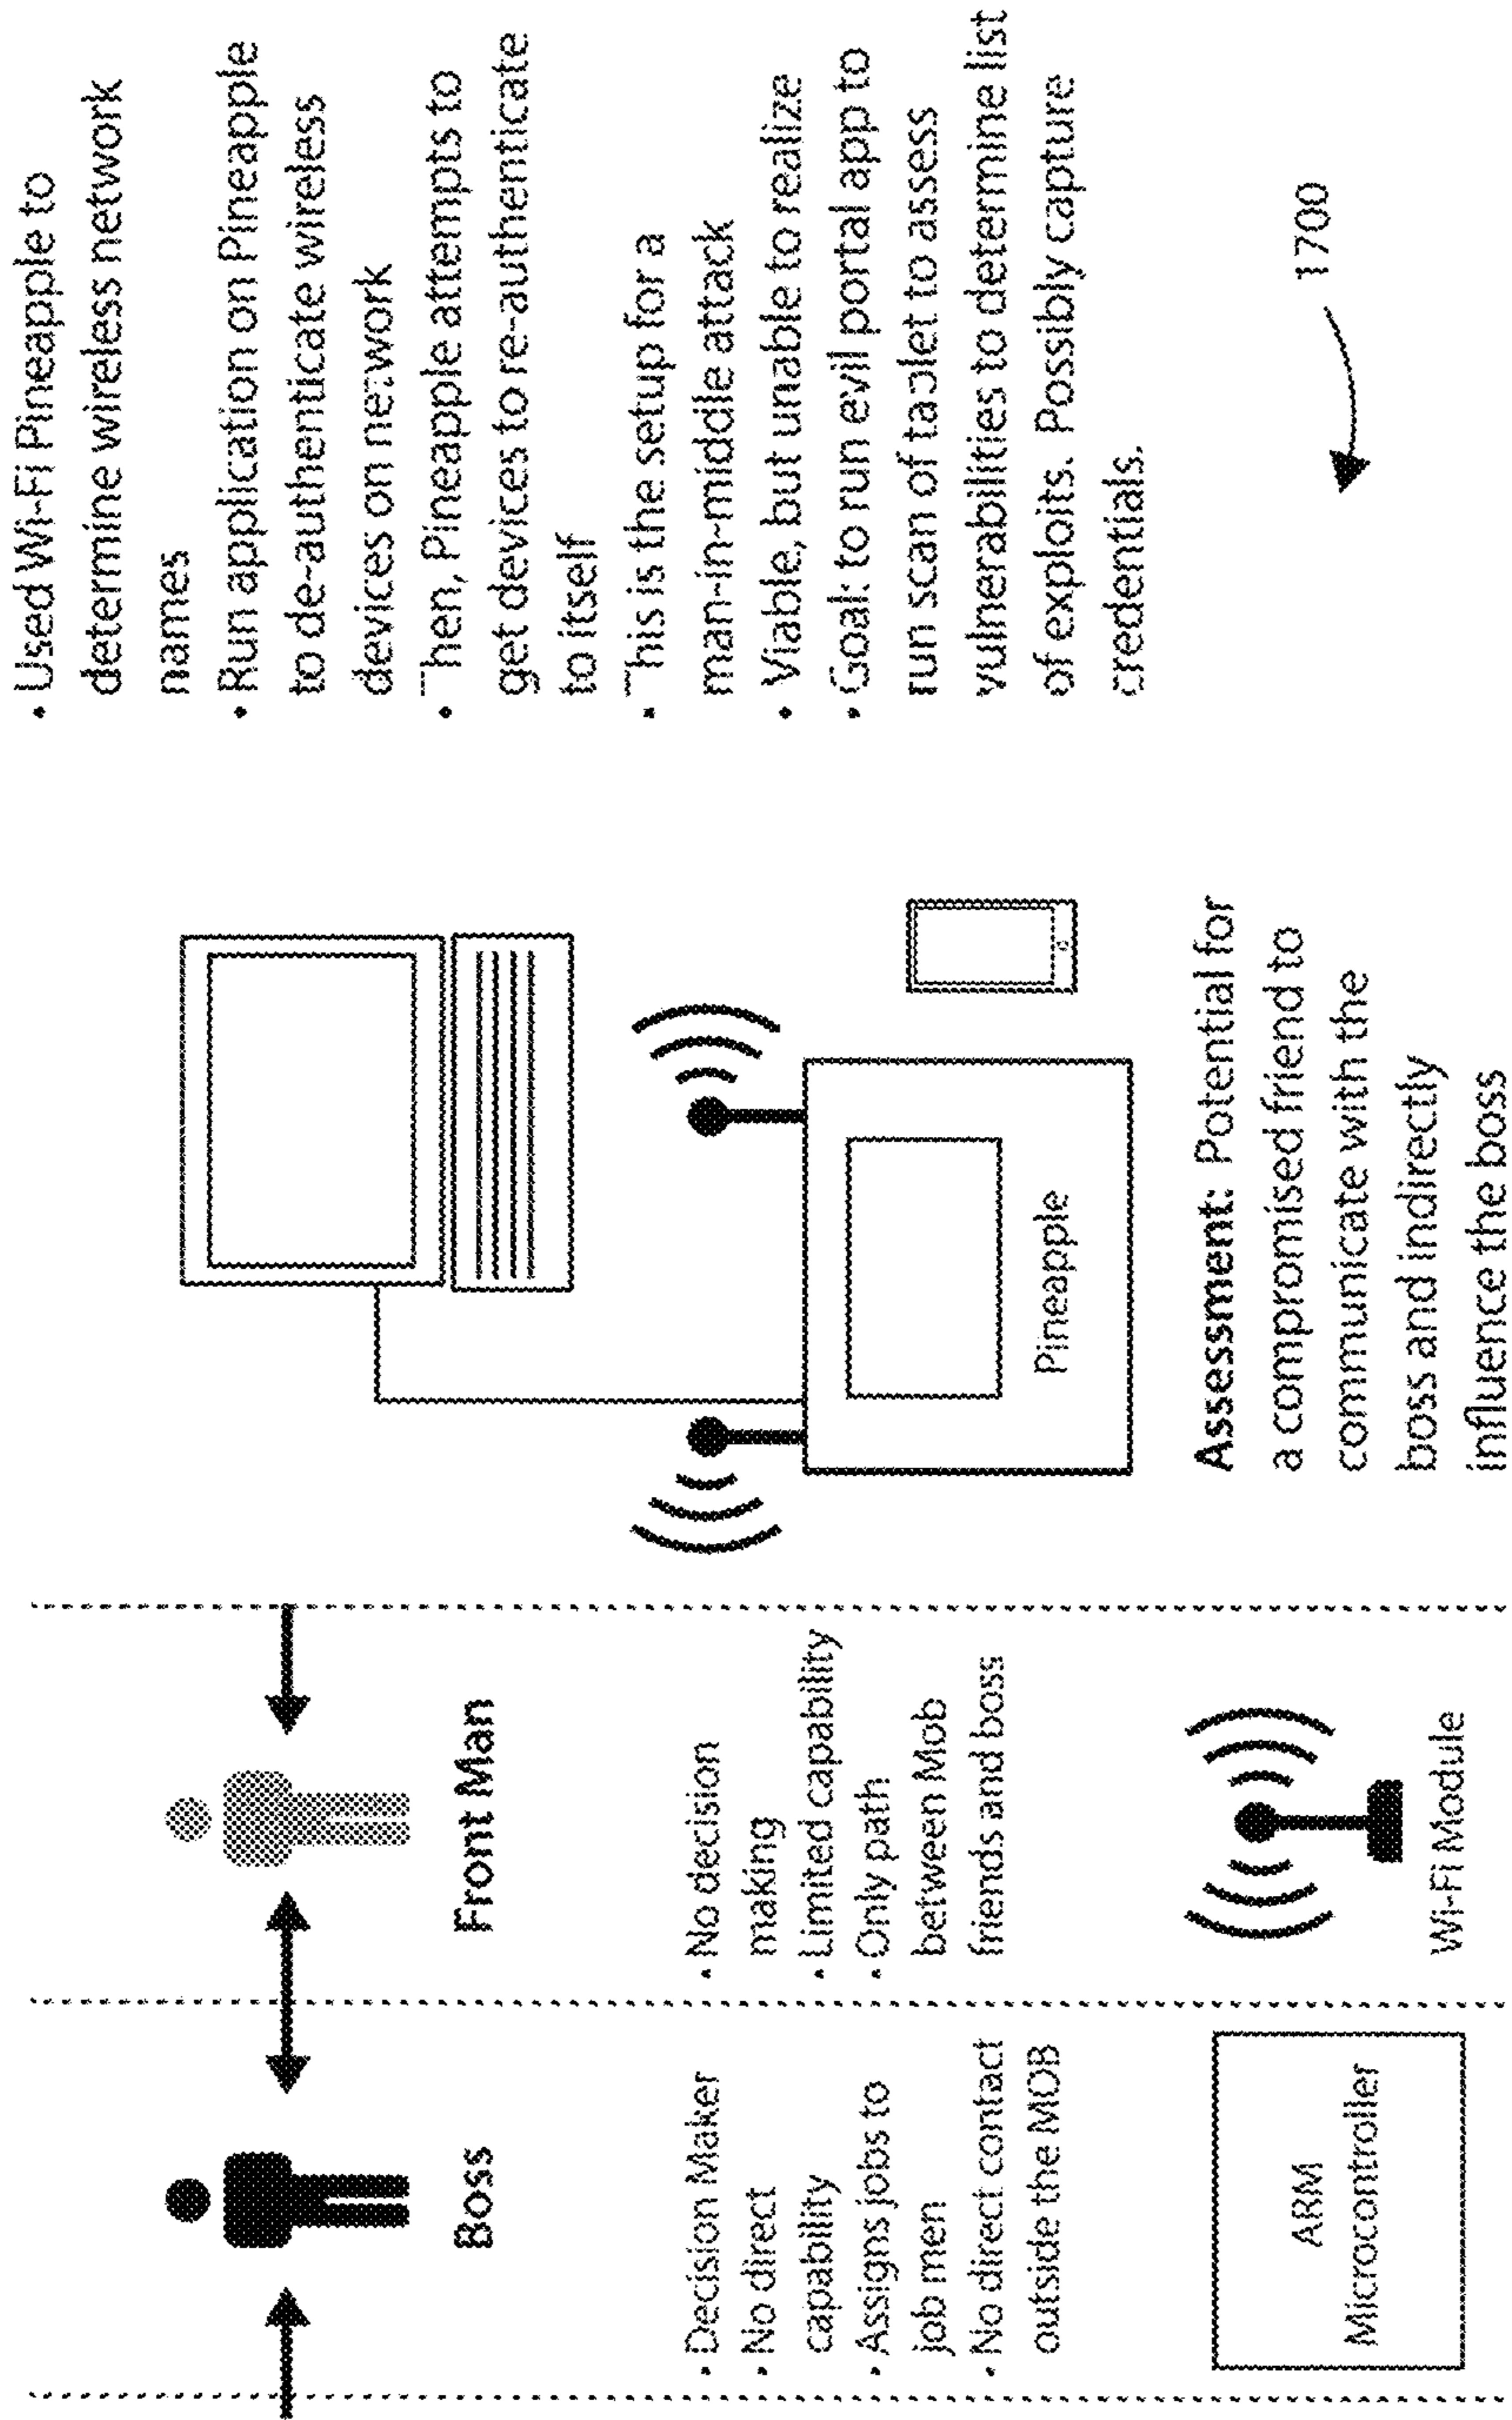 Boss
• Decision Maker
• No direct
capability
• Assigns jobs to
job men
• No direct contact
outside the MOB
ARM
Microcontroller
Front Man
• No decision
making
• Limited capability
• Only path
between Mob
friends and boss
Wi-Fi Module
Pineapple
Assessment: Potential for
a compromised friend to
communicate with the
boss and indirectly
influence the boss
• Used Wi-Fi Pineapple to
determine wireless network
names
• Run application on Pineapple
to de-authenticate wireless
devices on network
• Then, Pineapple attempts to
get devices to re-authenticate
to itself
• This is the setup for a
man-in-middle attack
• Viable, but unable to realize
• Goal: to run evil portal app to
run scan of tablet to assess
vulnerabilities to determine list
of exploits. Possibly capture
credentials.
1700